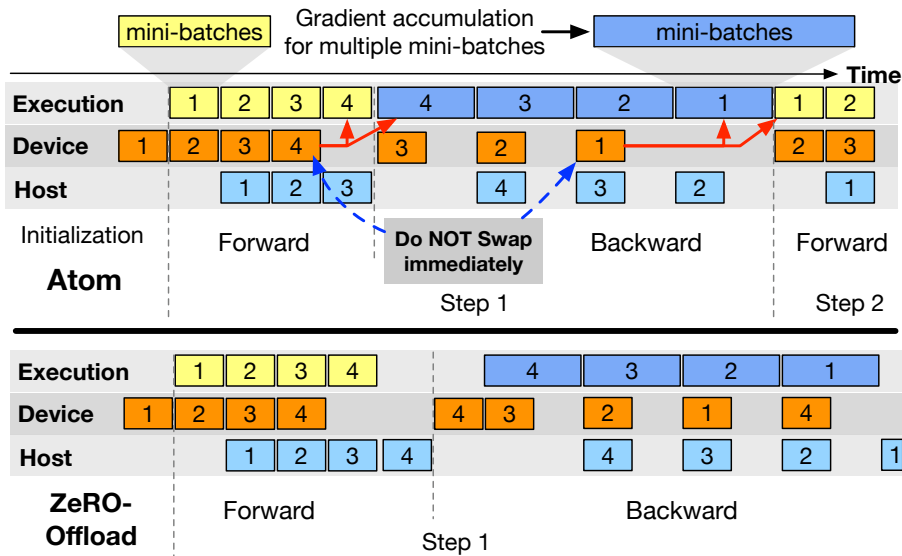 mini-batches
Gradient accumulation
for multiple mini-batches
mini-batches
Time
Execution 1 2 3 4 4 3 2 1 1 2
Device 1 2 3 4 3 2 1 2 3
Host 1 2 3 4 3 2 1
Initialization Forward Do NOT Swap Backward Forward
immediately
Atom Step 1 Step 2
Execution 1 2 3 4 4 3 2 1
Device 1 2 3 4 4 3 2 1 4
Host 1 2 3 4 4 3 2 1
ZeRO-
Offload
Forward Backward
Step 1